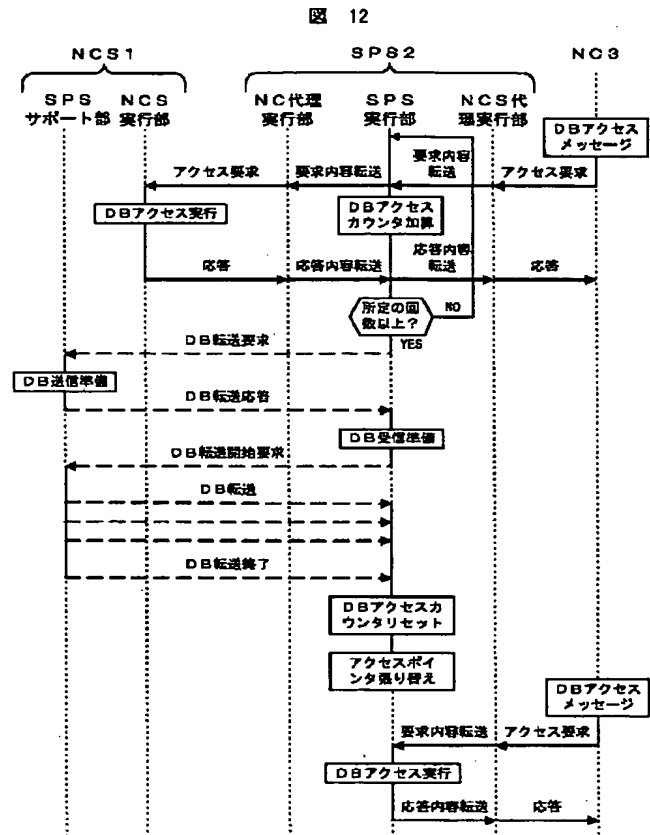 図 12
NCS1
SPS2
NC3
SPS
サポート部
NCS
実行部
NC代理
実行部
SPS
実行部
NCS代
理実行部
DBアクセス
メッセージ
アクセス要求
要求内容転送
要求内容
転送
アクセス要求
DBアクセス実行
DBアクセス
カウンタ加算
応答
応答内容転送
応答内容
転送
応答
所定の回
数以上?
NO
YES
DB転送要求
DB送信準備
DB転送応答
DB受信準備
DB転送開始要求
DB転送
DB転送終了
DBアクセスカ
ウンタリセット
アクセスポイ
ンタ張り替え
DBアクセス
メッセージ
要求内容転送
アクセス要求
DBアクセス実行
応答内容転送
応答